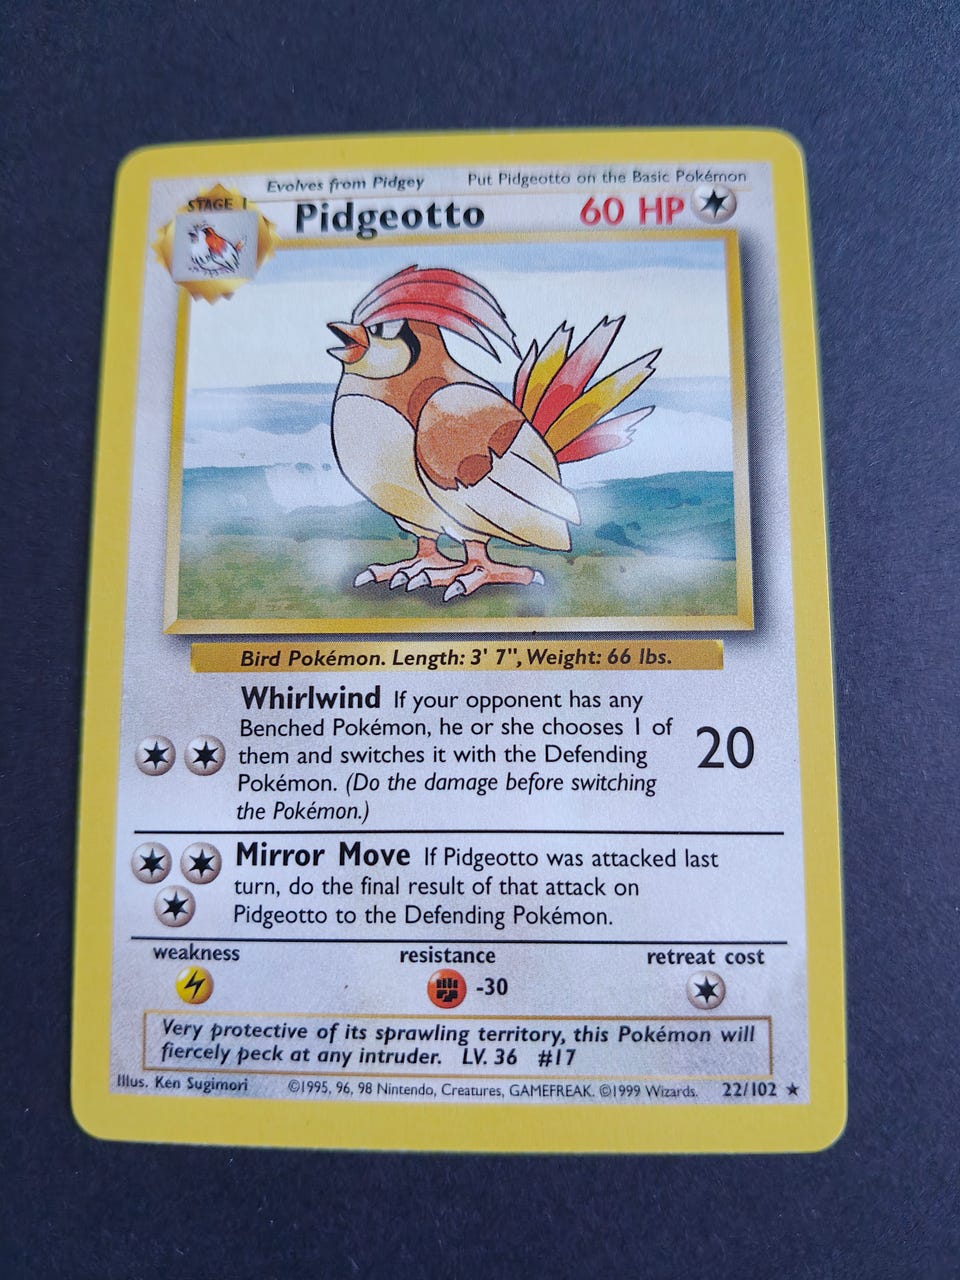 Evolves from Pidgey Put Pidgeotto on the Basic Pokémon
STAGE 1
Pidgeotto 60 HP
Bird Pokémon. Length: 3' 7", Weight: 66 lbs.
Whirlwind If your opponent has any
Benched Pokémon, he or she chooses 1 of
them and switches it with the Defending
Pokémon. (Do the damage before switching
the Pokémon.)
20
Mirror Move If Pidgeotto was attacked last
turn, do the final result of that attack on
Pidgeotto to the Defending Pokémon.
weakness resistance retreat cost
-30
Very protective of its sprawling territory, this Pokémon will
fiercely peck at any intruder. LV. 36 #17
Illus. Ken Sugimori ©1995, 96, 98 Nintendo, Creatures, GAMEFREAK. ©1999 Wizards. 22/102 ★